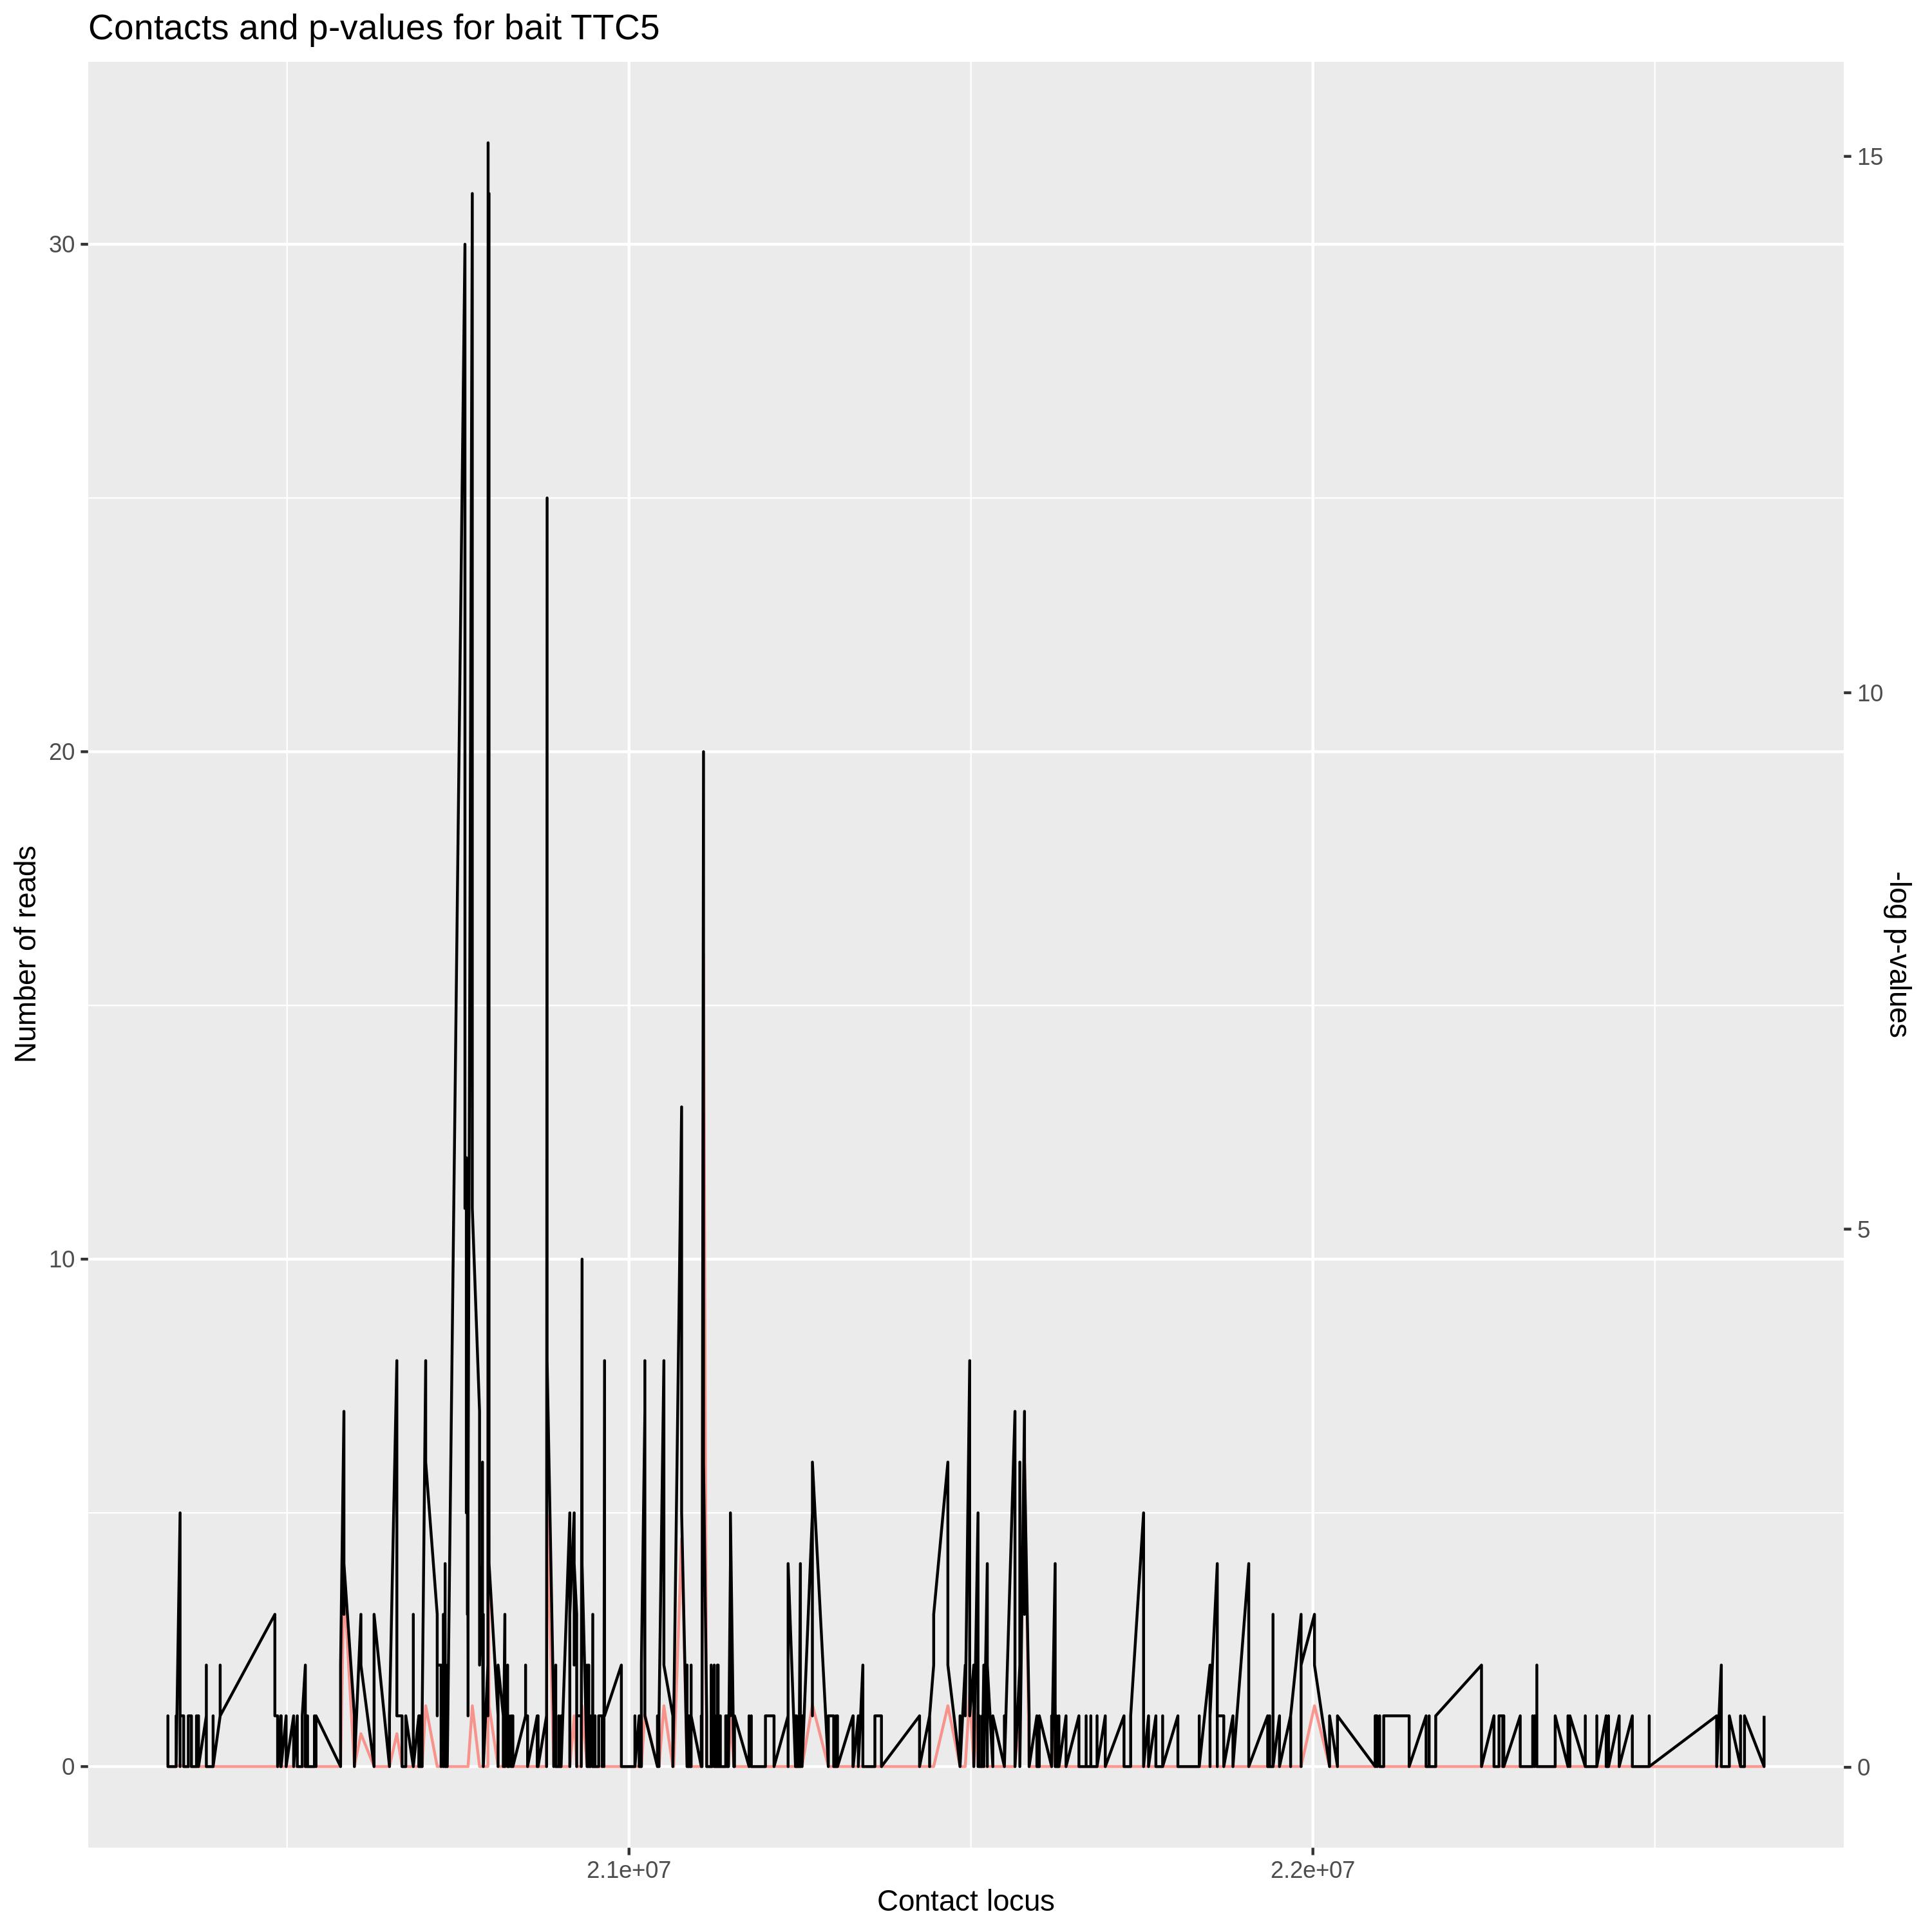 Contacts and p-values for bait TTC5
30
20
10
0
Number of reads
15
10
5
0
-log p-values
2.1e+07
2.2e+07
Contact locus